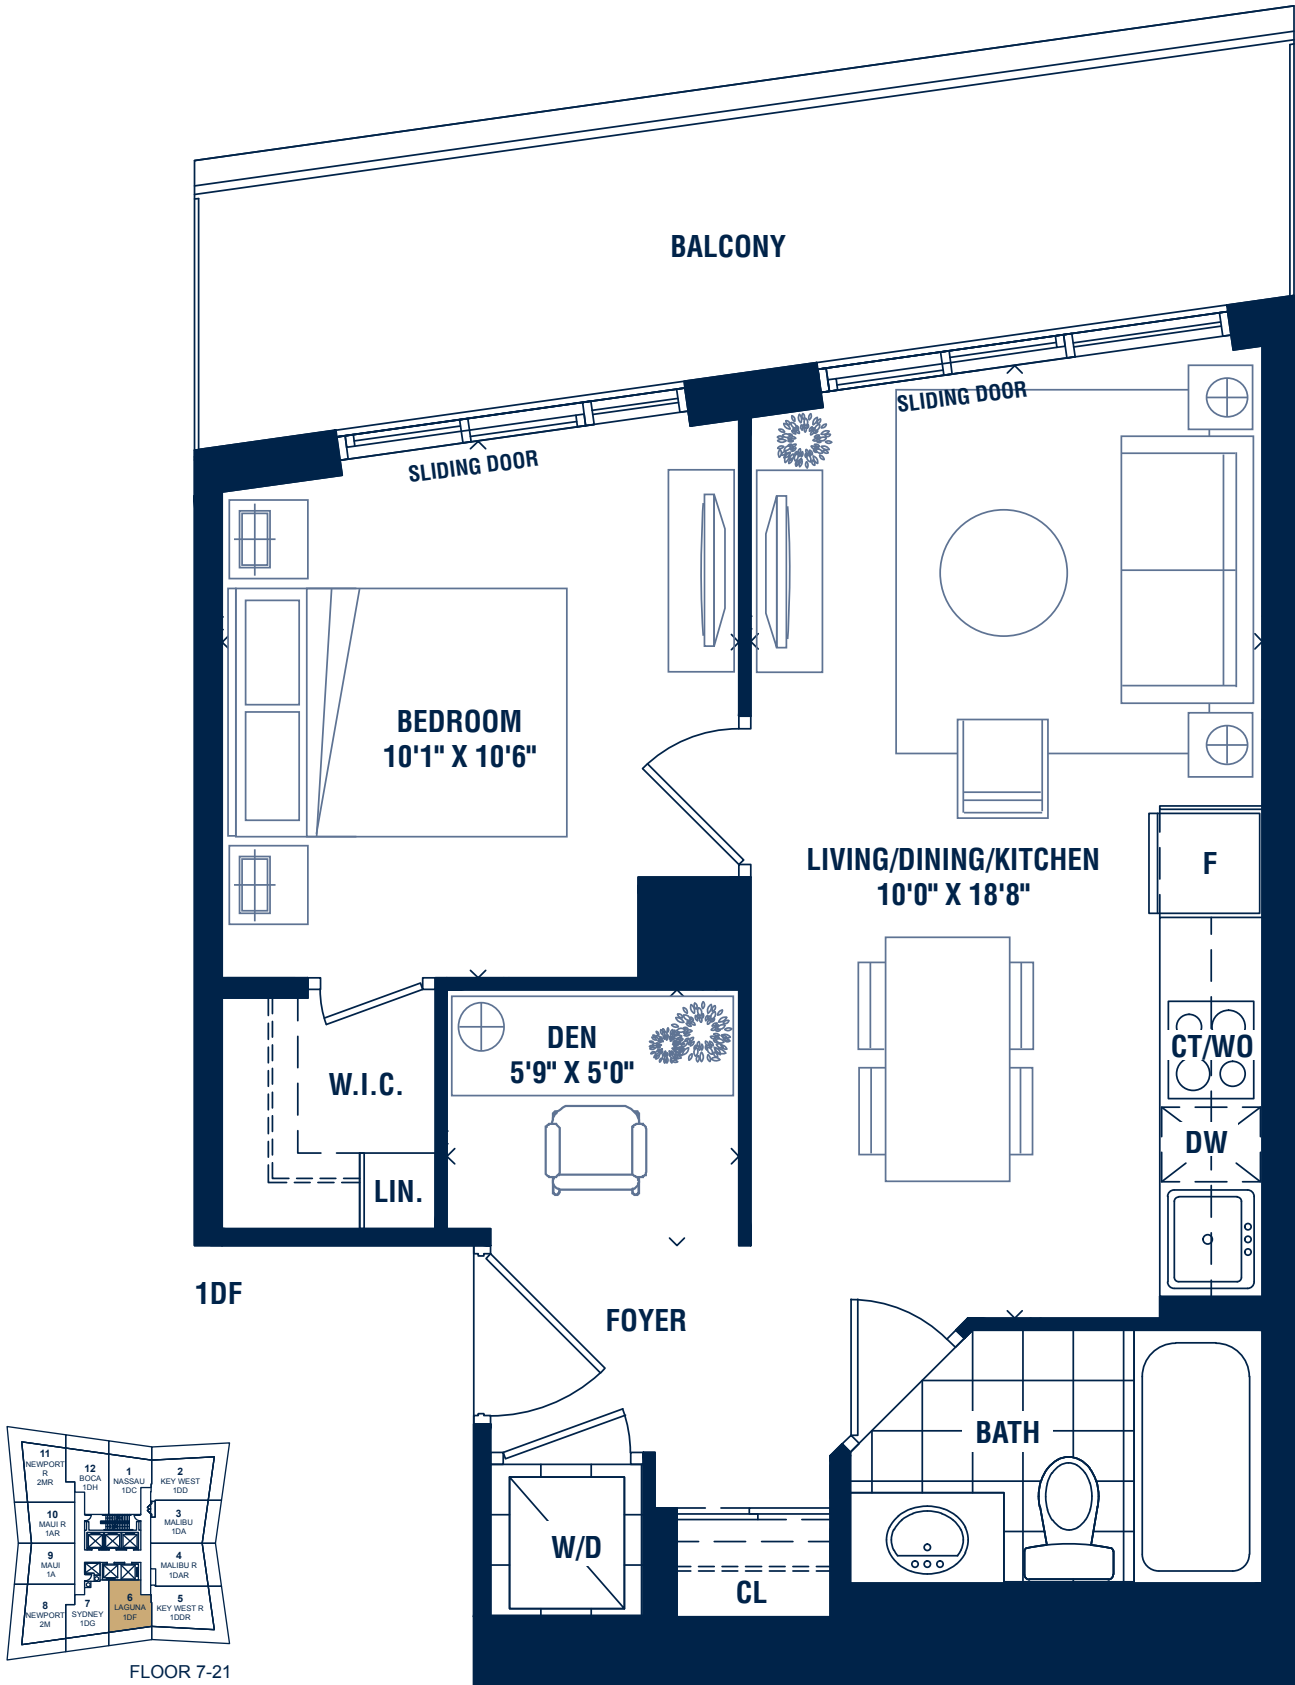 BALCONY
SLIDING DOOR
SLIDING DOOR
BEDROOM
10'1" X 10'6"
LIVING/DINING/KITCHEN
10'0" X 18'8"
F
CT/WO
DW
DEN
5'9" X 5'0"
W.I.C.
LIN.
1DF
FOYER
BATH
W/D
CL
11
NEWPORT
R
2MR
12
BOCA
1DH
1
NASSAU
1DC
2
KEY WEST
1DD
10
MAUI R
1AR
3
MALIBU
1DA
9
MAUI
1A
4
MALIBU R
1DAR
8
NEWPORT
2M
7
SYDNEY
1DG
6
LAGUNA
1DF
5
KEY WEST R
1DDR
FLOOR 7-21